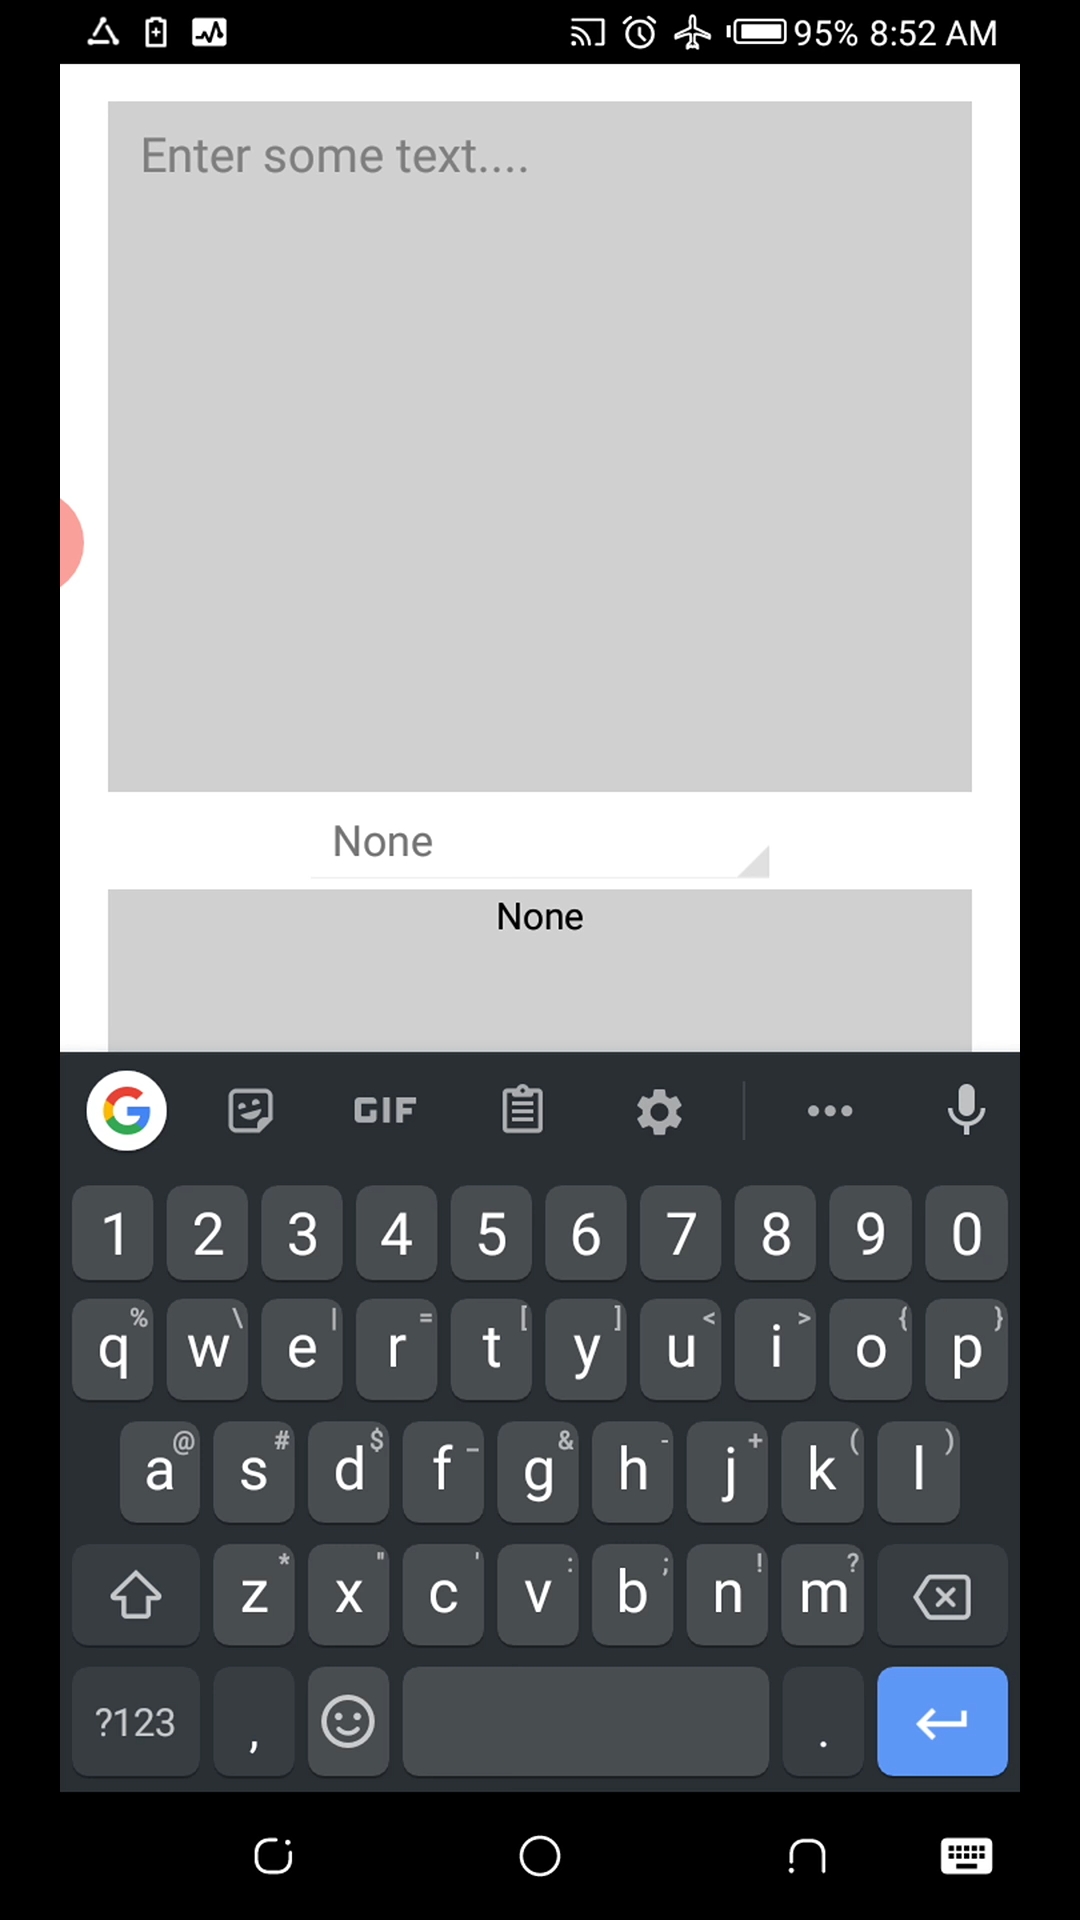 95% 8:52 AM
Enter some text....
None
None
G GIF
1 2 3 4 5 6 7 8 9 0
q% w\ e| r= t[ y] u< i> o{ p}
a@ s# d$ f_ g& h- j+ k( l)
z* x" c' v: b; n! m?
?123 , .